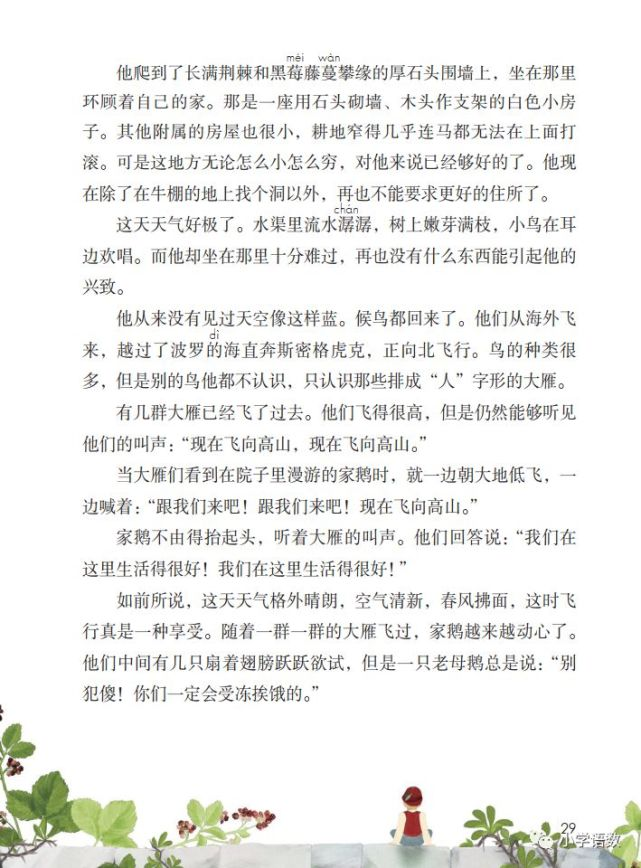 méi wàn
他爬到了长满荆棘和黑莓藤蔓攀缘的厚石头围墙上，坐在那里
环顾着自己的家。那是一座用石头砌墙、木头作支架的白色小房
子。其他附属的房屋也很小，耕地窄得几乎连马都无法在上面打
滚。可是这地方无论怎么小怎么穷，对他来说已经够好的了。他现
在除了在牛棚的地上找个洞以外，再也不能要求更好的住所了。
chán
这天天气好极了。水渠里流水潺潺，树上嫩芽满枝，小鸟在耳
边欢唱。而他却坐在那里十分难过，再也没有什么东西能引起他的
兴致。
他从来没有见过天空像这样蓝。候鸟都回来了。他们从海外飞
dì
来，越过了波罗的海直奔斯密格虎克，正向北飞行。鸟的种类很
多，但是别的鸟他都不认识，只认识那些排成“人”字形的大雁。
有几群大雁已经飞了过去。他们飞得很高，但是仍然能够听见
他们的叫声：“现在飞向高山，现在飞向高山。”
当大雁们看到在院子里漫游的家鹅时，就一边朝大地低飞，一
边喊着：“跟我们来吧！跟我们来吧！现在飞向高山。”
家鹅不由得抬起头，听着大雁的叫声。他们回答说：“我们在
这里生活得很好！我们在这里生活得很好！”
如前所说，这天天气格外晴朗，空气清新，春风拂面，这时飞
行真是一种享受。随着一群一群的大雁飞过，家鹅越来越动心了。
他们中间有几只扇着翅膀跃跃欲试，但是一只老母鹅总是说：“别
犯傻！你们一定会受冻挨饿的。”
29
小学语数